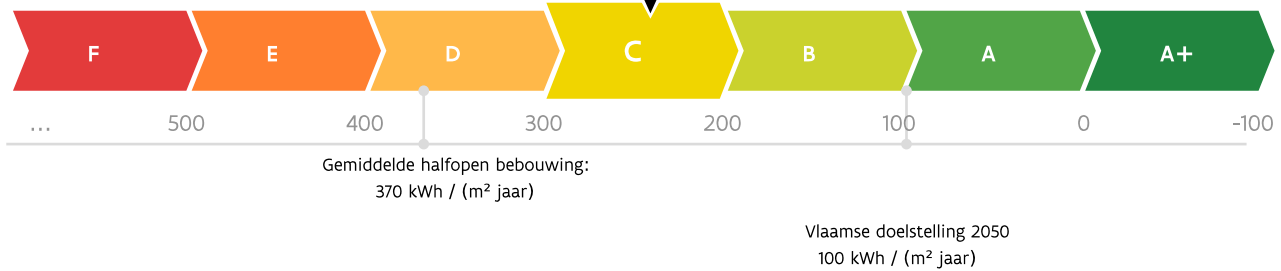 F E D C B A A+
... 500 400 300 200 100 0 -100
Gemiddelde halfopen bebouwing:
370 kWh / (m² jaar)
Vlaamse doelstelling 2050
100 kWh / (m² jaar)